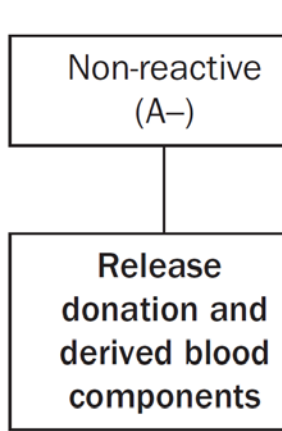 Non-reactive
(A–)
Release
donation and
derived blood
components